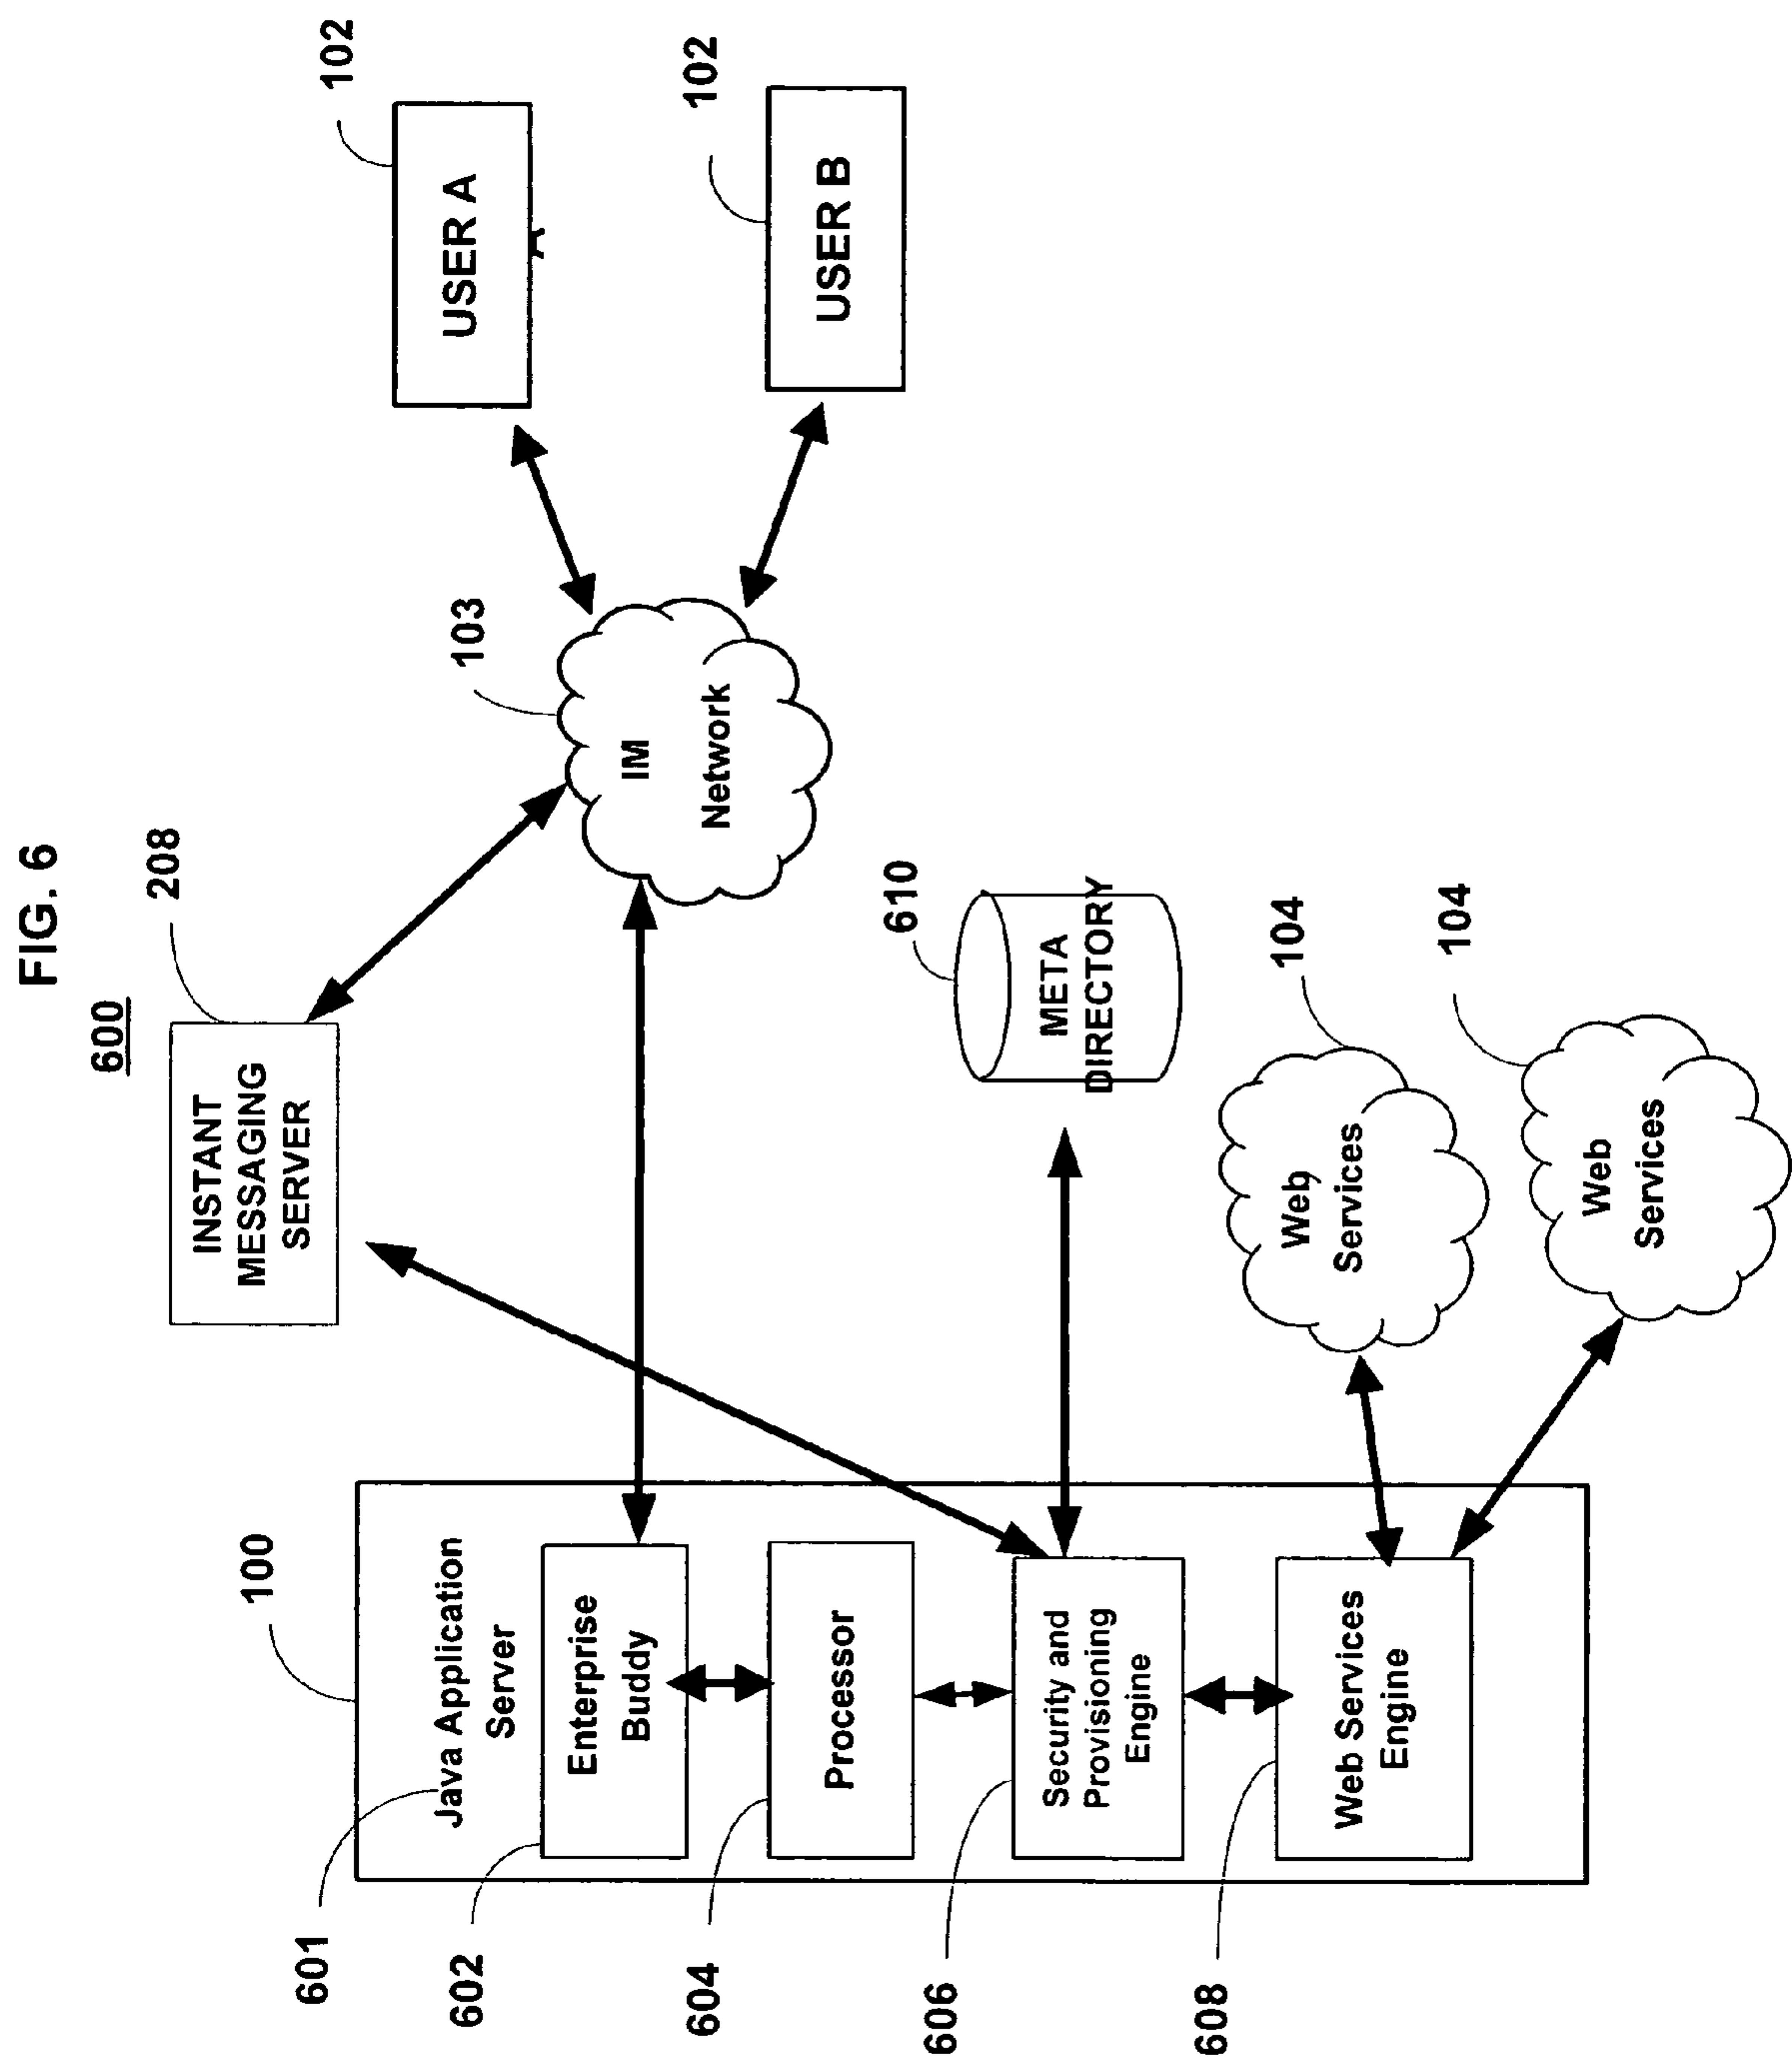 FIG. 6
600
100
601
Java Application
Server
602
Enterprise
Buddy
604
Processor
606
Security and
Provisioning
Engine
608
Web Services
Engine
208
INSTANT
MESSAGING
SERVER
103
IM
Network
102
USER A
A
102
USER B
610
META
DIRECTORY
104
Web
Services
104
Web
Services